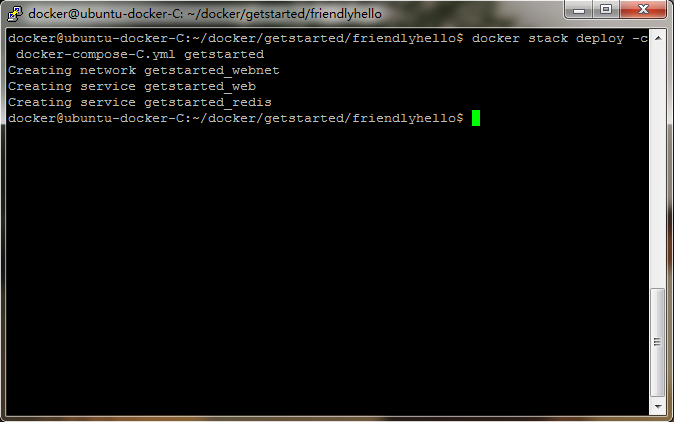 docker@ubuntu-docker-C: ~/docker/getstarted/friendlyhello
docker@ubuntu-docker-C:~/docker/getstarted/friendlyhello$ docker stack deploy -c
 docker-compose-C.yml getstarted
Creating network getstarted_webnet
Creating service getstarted_web
Creating service getstarted_redis
docker@ubuntu-docker-C:~/docker/getstarted/friendlyhello$